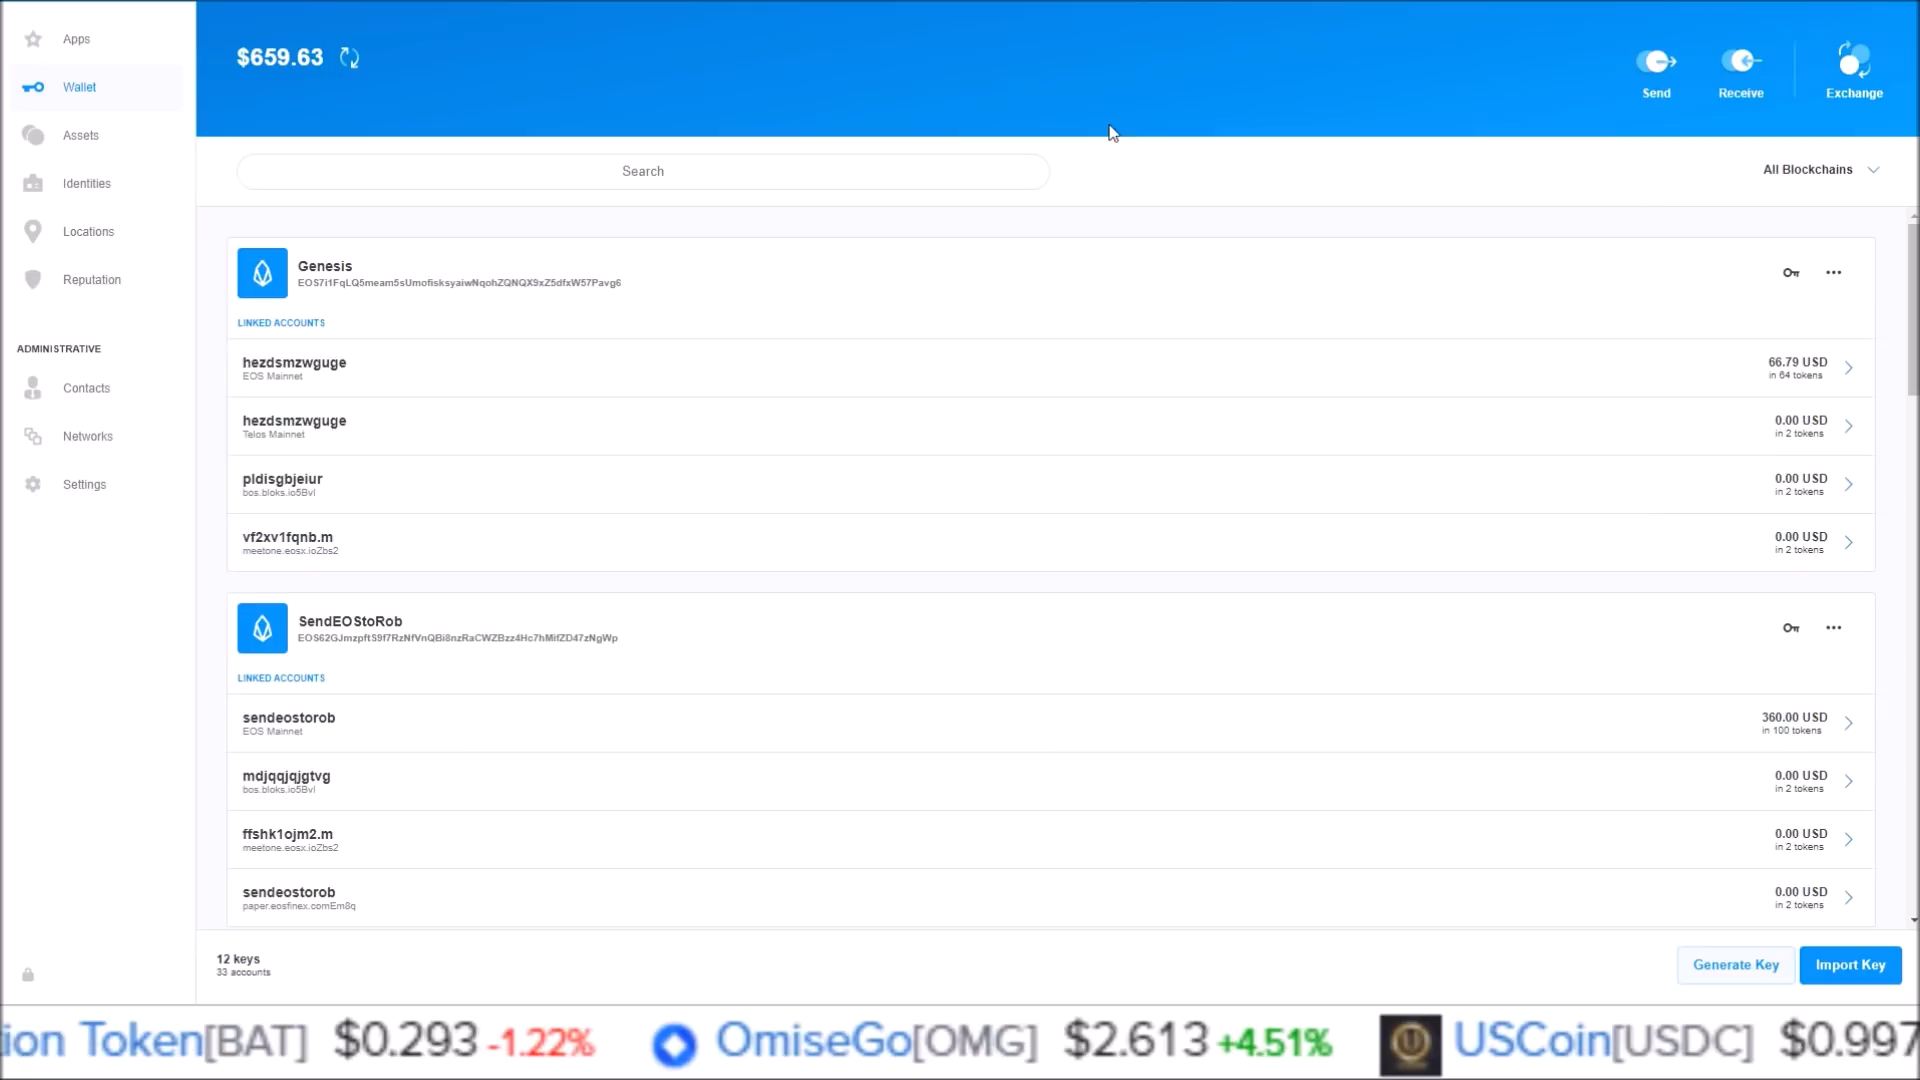 Apps
Wallet
Assets
Identities
Locations
Reputation
ADMINISTRATIVE
Contacts
Networks
Settings
$659.63
Send
Receive
Exchange
Search
All Blockchains
Genesis
EOS7i1FqLQ5meam5sUmofisksyaiwNqohZQNQX9xZ5dfxW57Pavg6
LINKED ACCOUNTS
hezdsmzwguge
66.79 USD
EOS Mainnet
in 64 tokens
hezdsmzwguge
0.00 USD
Telos Mainnet
in 2 tokens
pldisgbjeiur
0.00 USD
bos.bloks.io5Bvl
in 2 tokens
vf2xv1fqnb.m
0.00 USD
meetone.eosx.ioZbs2
in 2 tokens
SendEOStoRob
EOS62GJmzpftS9f7RzNfVnQBi8nzRaCWZBzz4Hc7hMifZD47zNgWp
LINKED ACCOUNTS
sendeostorob
360.00 USD
EOS Mainnet
in 100 tokens
mdjqqjqjgtvg
0.00 USD
bos.bloks.io5Bvl
in 2 tokens
ffshk1ojm2.m
0.00 USD
meetone.eosx.ioZbs2
in 2 tokens
sendeostorob
0.00 USD
paper.eosfinex.comEm8q
in 2 tokens
12 keys
33 accounts
Generate Key
Import Key
ion Token[BAT] $0.293 -1.22% OmiseGo[OMG] $2.613 +4.51% USCoin[USDC] $0.997